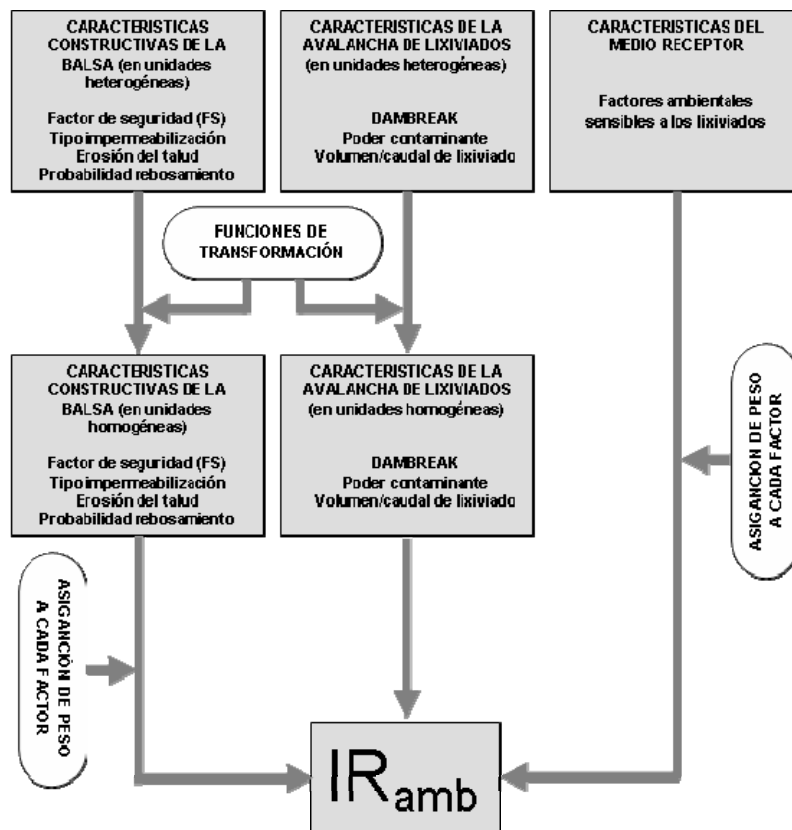 CARACTERISTICAS
CONSTRUCTIVAS DE LA
BALSA (en unidades
heterogéneas)
Factor de seguridad (FS)
Tipo impermeabilización
Erosión del talud
Probabilidad rebosamiento
CARACTERISTICAS DE LA
AVALANCHA DE LIXIVIADOS
(en unidades heterogéneas)
DAMBREAK
Poder contaminante
Volumen/caudal de lixiviado
CARACTERISTICAS DEL
MEDIO RECEPTOR
Factores ambientales
sensibles a los lixiviados
FUNCIONES DE
TRANSFORMACIÓN
CARACTERISTICAS
CONSTRUCTIVAS DE LA
BALSA (en unidades
homogéneas)
Factor de seguridad (FS)
Tipo impermeabilización
Erosión del talud
Probabilidad rebosamiento
CARACTERISTICAS DE LA
AVALANCHA DE LIXIVIADOS
(en unidades homogéneas)
DAMBREAK
Poder contaminante
Volumen/caudal de lixiviado
ASIGANCIÓN DE PESO
A CADA FACTOR
ASIGANCIÓN DE PESO
A CADA FACTOR
IRamb